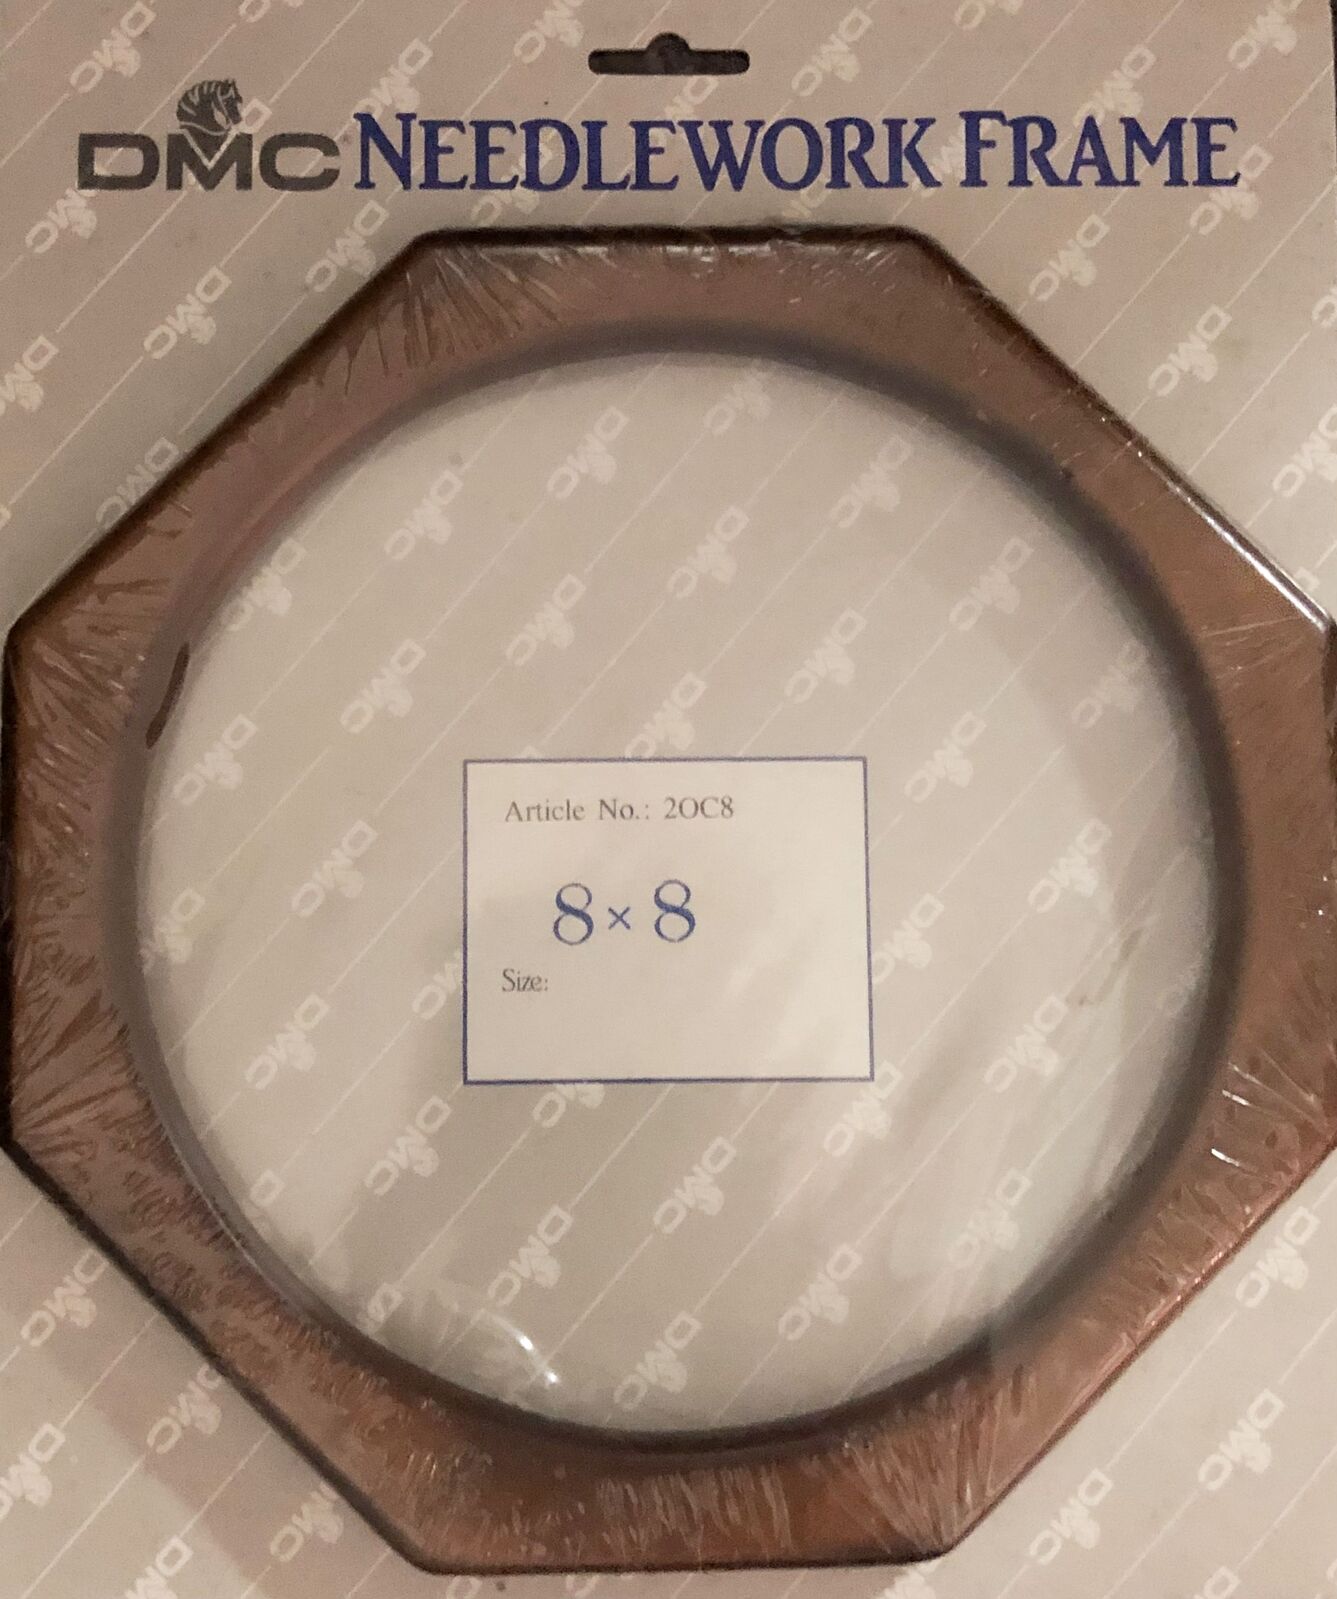 DMC NEEDLEWORK FRAME
Article No.: 2OC8
8 × 8
Size: